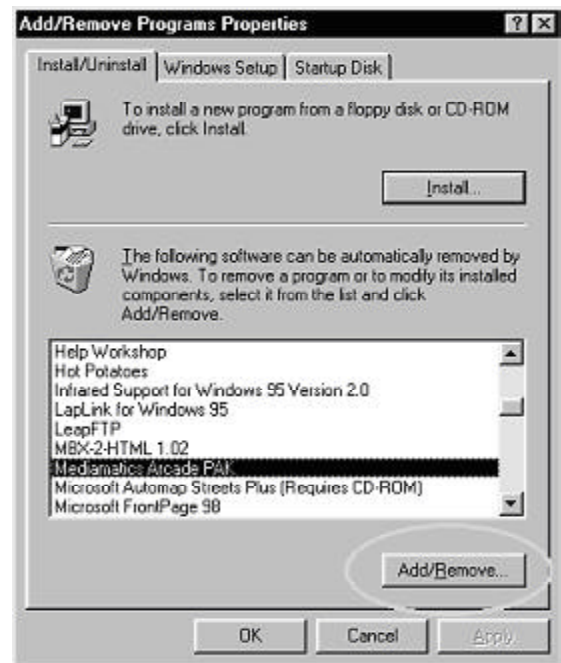 Add/Remove Programs Properties
? X
Install/Uninstall Windows Setup Startup Disk
To install a new program from a floppy disk or CD-ROM
drive, click Install.
Install...
The following software can be automatically removed by
Windows. To remove a program or to modify its installed
components, select it from the list and click
Add/Remove.
Help Workshop
Hot Potatoes
Infrared Support for Windows 95 Version 2.0
LapLink for Windows 95
LeapFTP
MBX-2-HTML 1.02
Mediamatics Arcade PAK
Microsoft Automap Streets Plus (Requires CD-ROM)
Microsoft FrontPage 98
Add/Remove...
OK Cancel Apply